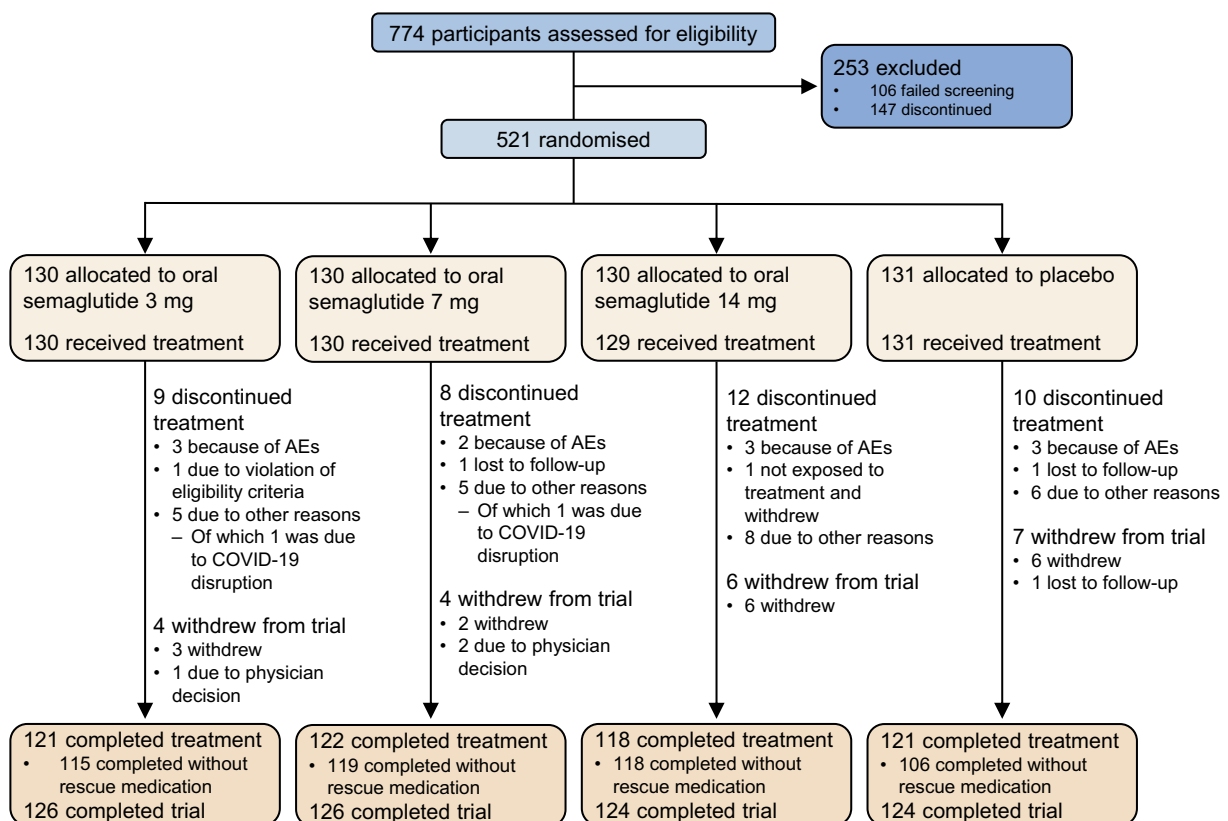 774 participants assessed for eligibility
253 excluded
• 106 failed screening
• 147 discontinued
521 randomised
130 allocated to oral
semaglutide 3 mg
130 received treatment
130 allocated to oral
semaglutide 7 mg
130 received treatment
130 allocated to oral
semaglutide 14 mg
129 received treatment
131 allocated to placebo
131 received treatment
9 discontinued
treatment
• 3 because of AEs
• 1 due to violation of
eligibility criteria
• 5 due to other reasons
– Of which 1 was due
to COVID-19
disruption
4 withdrew from trial
• 3 withdrew
• 1 due to physician
decision
8 discontinued
treatment
• 2 because of AEs
• 1 lost to follow-up
• 5 due to other reasons
– Of which 1 was due
to COVID-19
disruption
4 withdrew from trial
• 2 withdrew
• 2 due to physician
decision
12 discontinued
treatment
• 3 because of AEs
• 1 not exposed to
treatment and
withdrew
• 8 due to other reasons
6 withdrew from trial
• 6 withdrew
10 discontinued
treatment
• 3 because of AEs
• 1 lost to follow-up
• 6 due to other reasons
7 withdrew from trial
• 6 withdrew
• 1 lost to follow-up
121 completed treatment
• 115 completed without
rescue medication
126 completed trial
122 completed treatment
• 119 completed without
rescue medication
126 completed trial
118 completed treatment
• 118 completed without
rescue medication
124 completed trial
121 completed treatment
• 106 completed without
rescue medication
124 completed trial